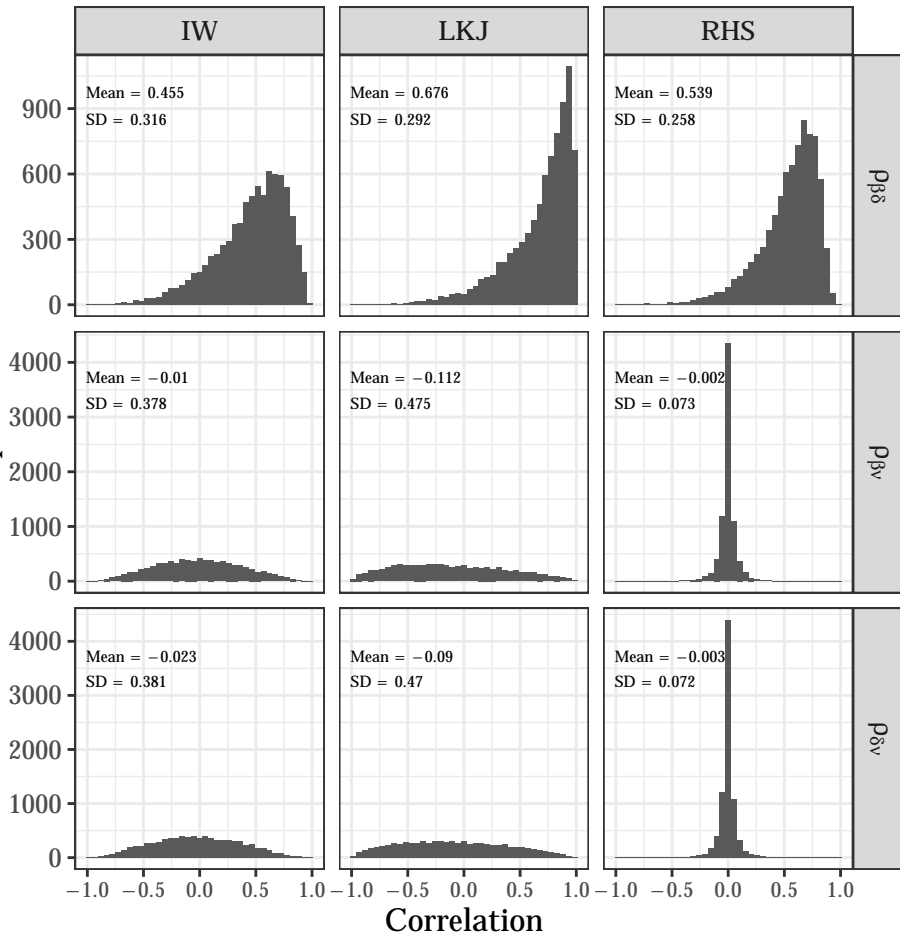 IW LKJ RHS
Mean = 0.455 Mean = 0.676 Mean = 0.539
SD = 0.316 SD = 0.292 SD = 0.258
900
600
300
0
ρβδ
Mean = −0.01 Mean = −0.112 Mean = −0.002
SD = 0.378 SD = 0.475 SD = 0.073
4000
3000
2000
1000
0
ρβν
Mean = −0.023 Mean = −0.09 Mean = −0.003
SD = 0.381 SD = 0.47 SD = 0.072
4000
3000
2000
1000
0
ρδν
−1.0 −0.5 0.0 0.5 1.0 −1.0 −0.5 0.0 0.5 1.0 −1.0 −0.5 0.0 0.5 1.0
Correlation